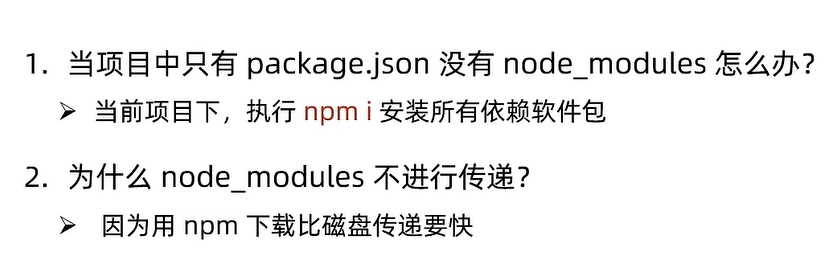 1. 当项目中只有 package.json 没有 node_modules 怎么办？
➢ 当前项目下，执行 npm i 安装所有依赖软件包
2. 为什么 node_modules 不进行传递？
➢ 因为用 npm 下载比磁盘传递要快